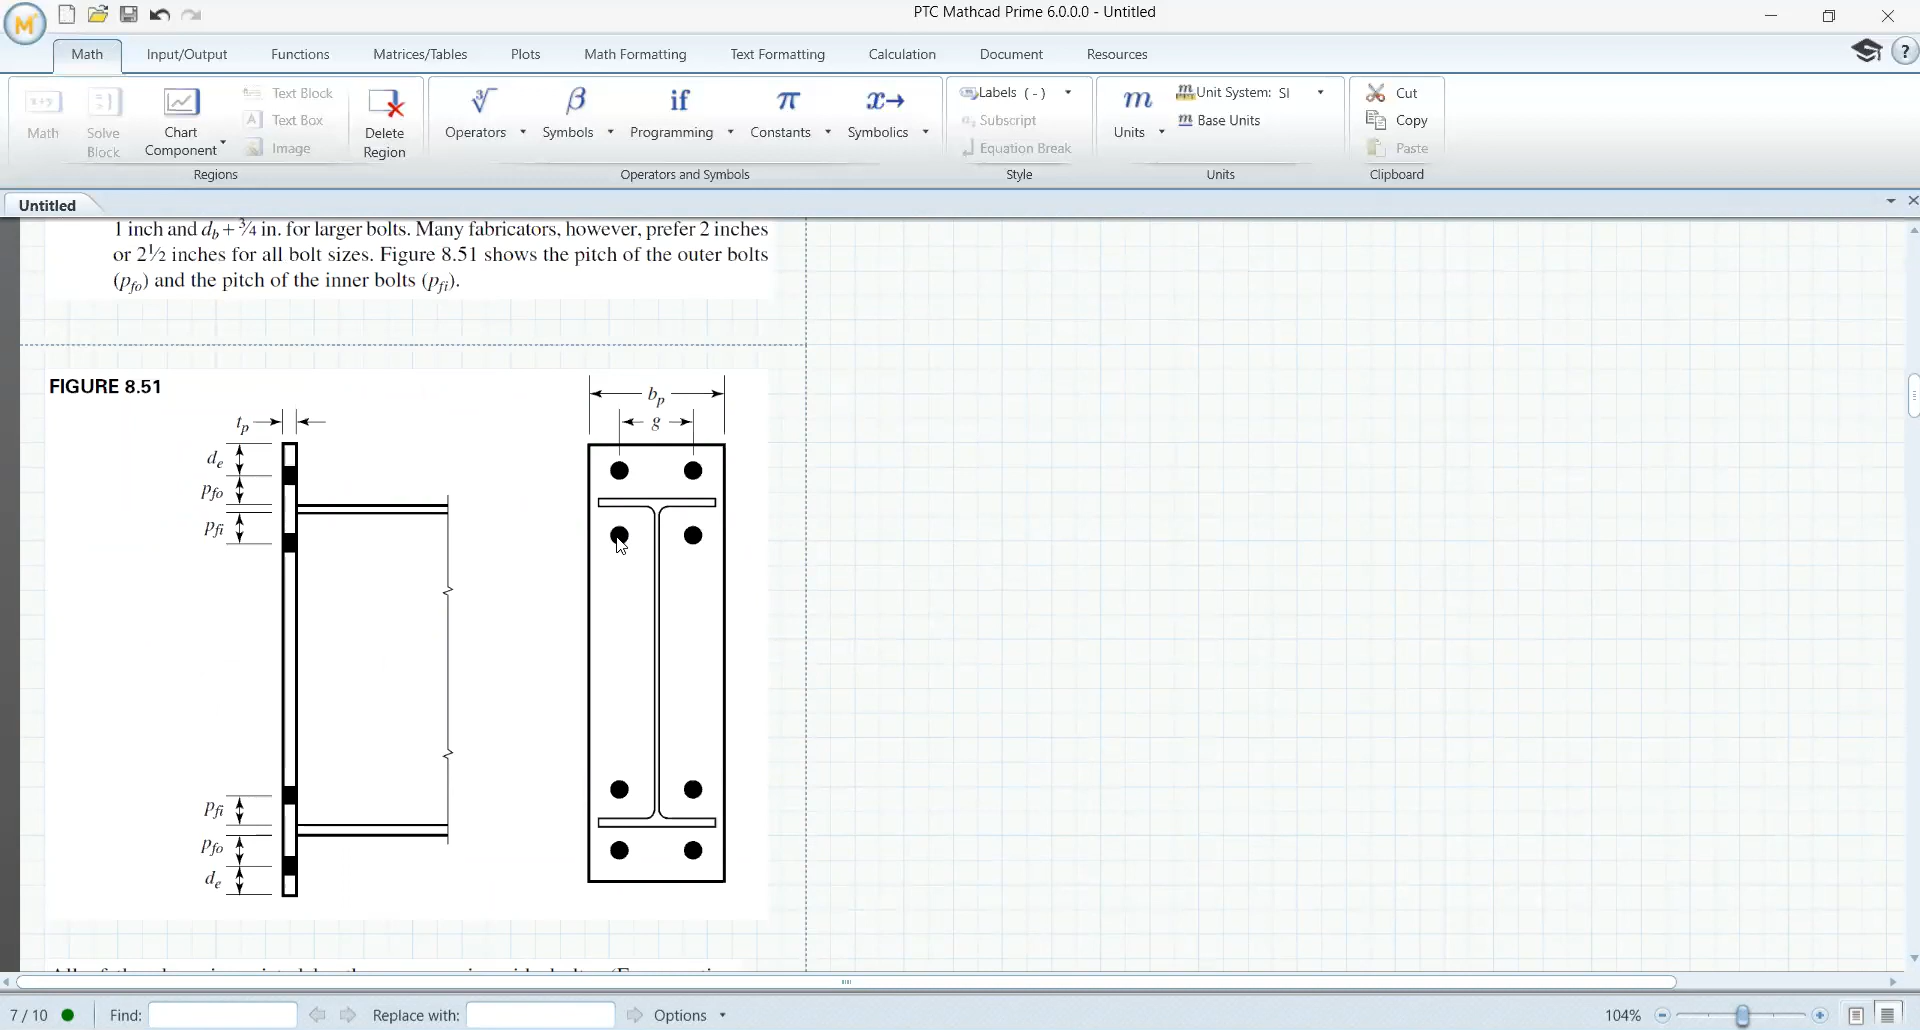 PTC Mathcad Prime 6.0.0.0 - Untitled
Math Input/Output Functions Matrices/Tables Plots Math Formatting Text Formatting Calculation Document Resources
Math
Solve Block
Chart Component
Text Block
Text Box
Image
Delete Region
Operators
Symbols
if
Programming
Constants
Symbolics
Labels ( - )
Subscript
Equation Break
Units
Unit System: SI
Base Units
Cut
Copy
Paste
Regions Operators and Symbols Style Units Clipboard
Untitled
1 inch and d_b + 3/4 in. for larger bolts. Many fabricators, however, prefer 2 inches
or 2 1/2 inches for all bolt sizes. Figure 8.51 shows the pitch of the outer bolts
(p_fo) and the pitch of the inner bolts (p_fi).
FIGURE 8.51
b_p
t_p
g
d_e
p_fo
p_fi
p_fi
p_fo
d_e
7 / 10 Find: Replace with: Options 104%